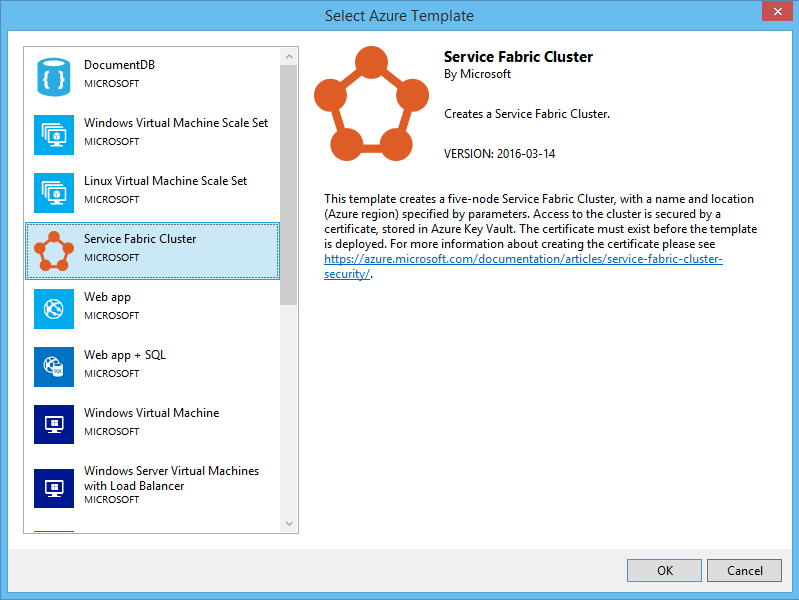 Select Azure Template
DocumentDB
MICROSOFT
Windows Virtual Machine Scale Set
MICROSOFT
Linux Virtual Machine Scale Set
MICROSOFT
Service Fabric Cluster
MICROSOFT
Web app
MICROSOFT
Web app + SQL
MICROSOFT
Windows Virtual Machine
MICROSOFT
Windows Server Virtual Machines
with Load Balancer
MICROSOFT
Service Fabric Cluster
By Microsoft
Creates a Service Fabric Cluster.
VERSION: 2016-03-14
This template creates a five-node Service Fabric Cluster, with a name and location
(Azure region) specified by parameters. Access to the cluster is secured by a
certificate, stored in Azure Key Vault. The certificate must exist before the template
is deployed. For more information about creating the certificate please see
https://azure.microsoft.com/documentation/articles/service-fabric-cluster-
security/.
OK
Cancel